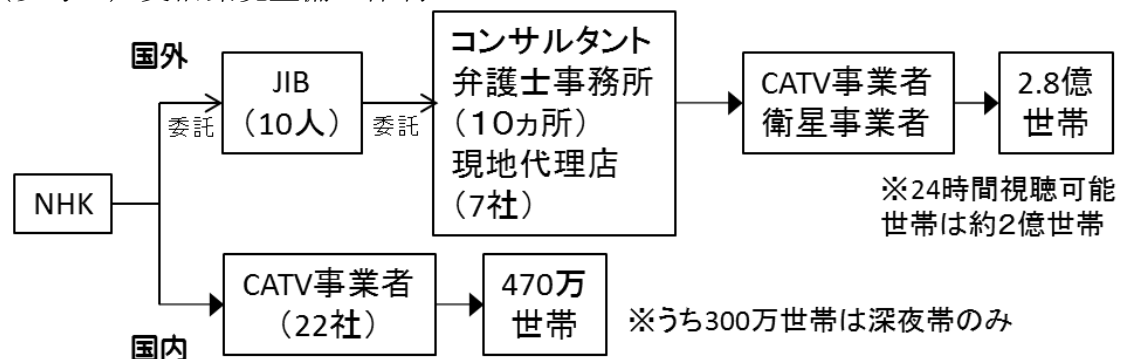 国外
JIB
（10人）
委託
委託
コンサルタント
弁護士事務所
（10ヵ所）
現地代理店
（7社）
CATV事業者
衛星事業者
2.8億
世帯
※24時間視聴可能
世帯は約2億世帯
NHK
CATV事業者
（22社）
470万
世帯
※うち300万世帯は深夜帯のみ
国内